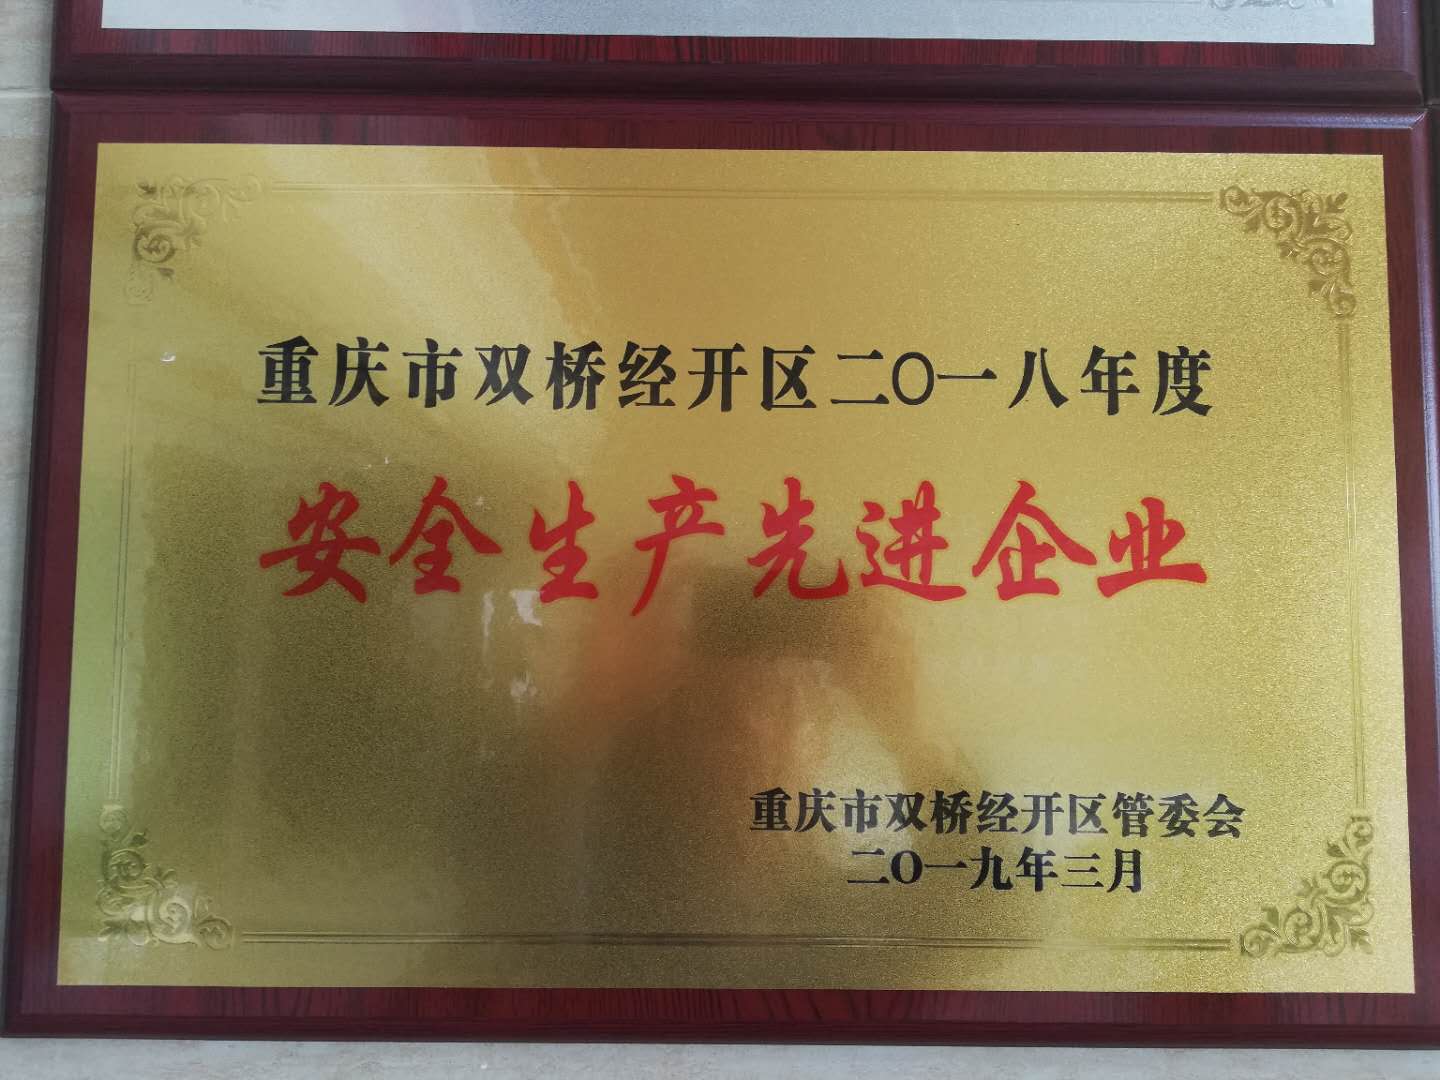 重庆市双桥经开区二〇一八年度
安全生产先进企业
重庆市双桥经开区管委会
二〇一九年三月